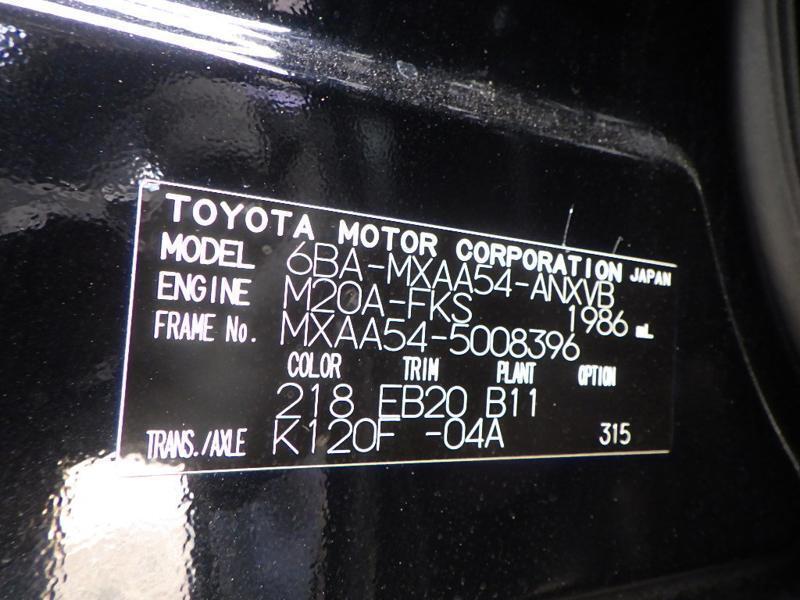 TOYOTA MOTOR CORPORATION JAPAN
MODEL 6BA-MXAA54-ANXVB
ENGINE M20A-FKS 1986 mL
FRAME No. MXAA54-5008396
COLOR TRIM PLANT OPTION
218 EB20 B11
TRANS./AXLE K120F -04A 315